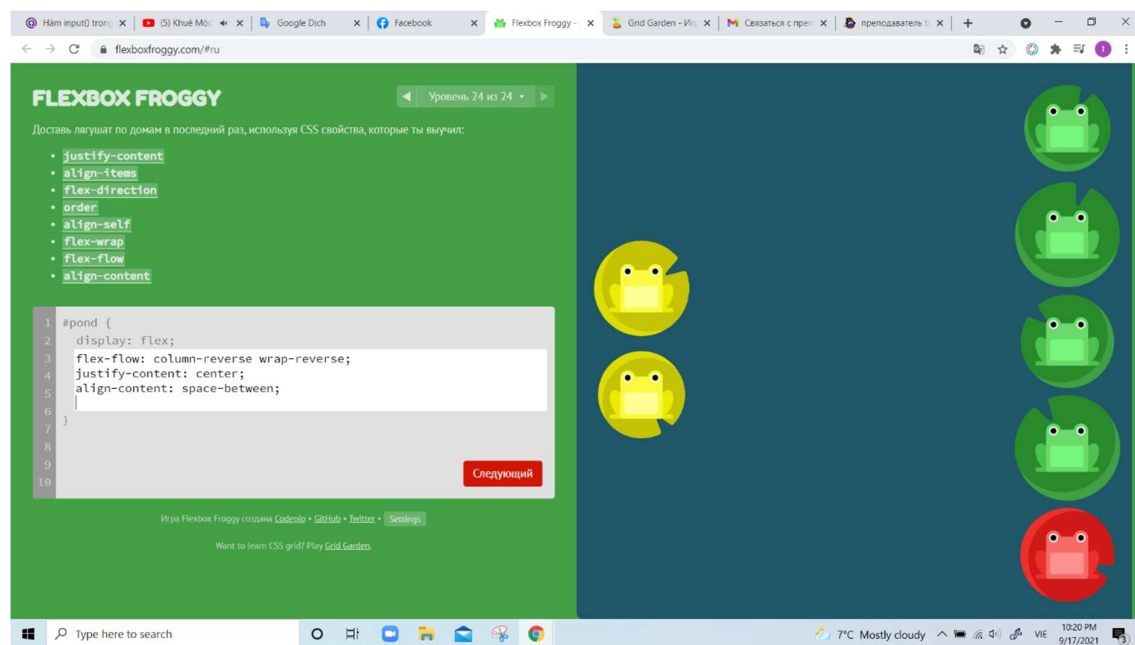 Hàm input() trong
(5) Khuê Mộc
Google Dịch
Facebook
Flexbox Froggy -
Grid Garden - Игр
Связаться с преп
преподаватель
flexboxfroggy.com/#ru
t
FLEXBOX FROGGY
Уровень 24 из 24
Доставь лягушат по домам в последний раз, используя CSS свойства, которые ты выучил:
justify-content
align-items
flex-direction
order
align-self
flex-wrap
flex-flow
align-content
1 #pond {
2 display: flex;
3 flex-flow: column-reverse wrap-reverse;
4 justify-content: center;
5 align-content: space-between;
6
7 }
8
9
10
Следующий
Игра Flexbox Froggy создана Codepip • GitHub • Twitter • Settings
Want to learn CSS grid? Play Grid Garden.
Type here to search
7°C Mostly cloudy
VIE
10:20 PM
9/17/2021
3